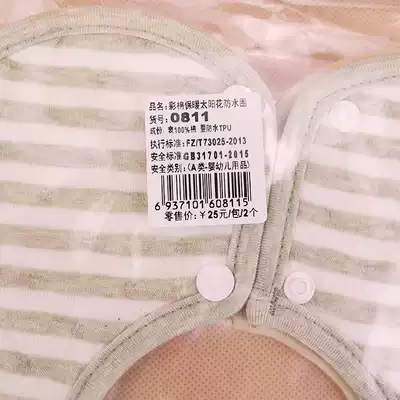 品名:彩棉保暖太阳花防水面
货号:0811
成份:表100%棉 里防水TPU
执行标准:FZ/T73025-2013
安全标准:GB31701-2015
安全类别:(A类-婴幼儿用品)
6 937101 608115
零售价:￥25元/包/2个